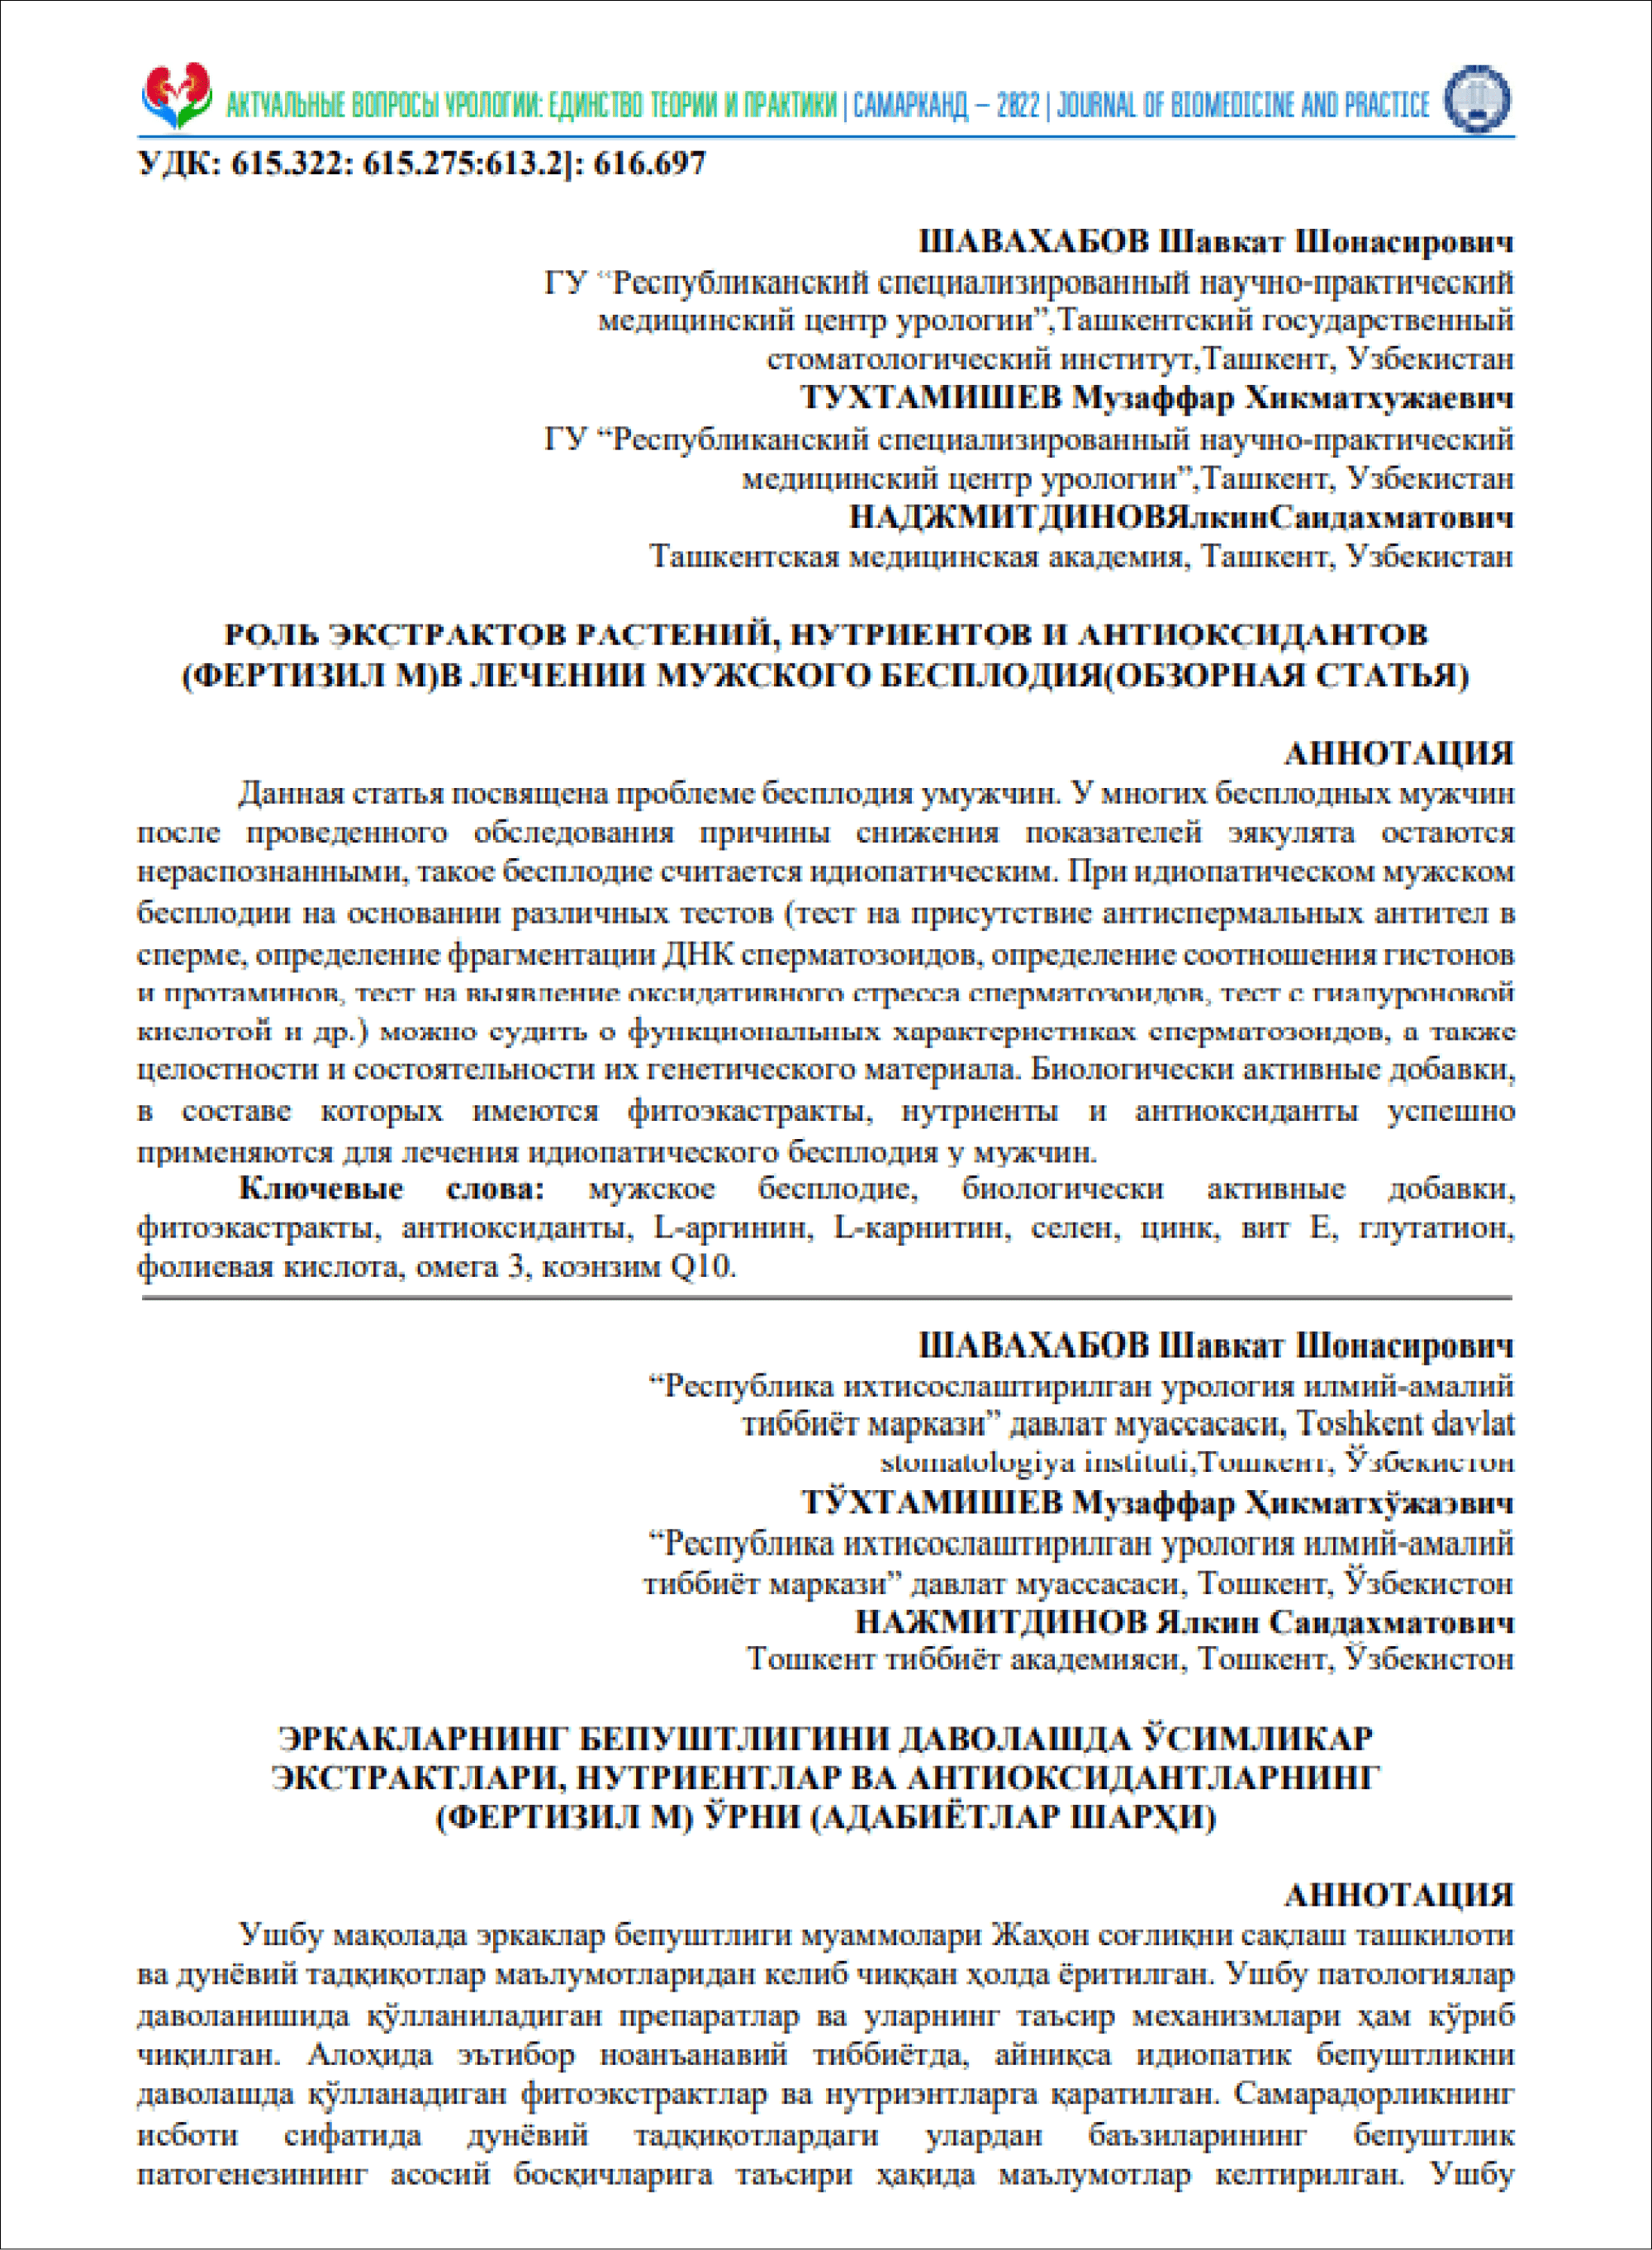 АКТУАЛЬНЫЕ ВОПРОСЫ УРОЛОГИИ: ЕДИНСТВО ТЕОРИИ И ПРАКТИКИ | САМАРКАНД – 2022 | JOURNAL OF BIOMEDICINE AND PRACTICE
УДК: 615.322: 615.275:613.2]: 616.697
ШАВАХАБОВ Шавкат Шонасирович
ГУ “Республиканский специализированный научно-практический
медицинский центр урологии”,Ташкентский государственный
стоматологический институт,Ташкент, Узбекистан
ТУХТАМИШЕВ Музаффар Хикматхужаевич
ГУ “Республиканский специализированный научно-практический
медицинский центр урологии”,Ташкент, Узбекистан
НАДЖМИТДИНОВЯлкинСаидахматович
Ташкентская медицинская академия, Ташкент, Узбекистан
РОЛЬ ЭКСТРАКТОВ РАСТЕНИЙ, НУТРИЕНТОВ И АНТИОКСИДАНТОВ
(ФЕРТИЗИЛ М)В ЛЕЧЕНИИ МУЖСКОГО БЕСПЛОДИЯ(ОБЗОРНАЯ СТАТЬЯ)
АННОТАЦИЯ
Данная статья посвящена проблеме бесплодия умужчин. У многих бесплодных мужчин
после проведенного обследования причины снижения показателей эякулята остаются
нераспознанными, такое бесплодие считается идиопатическим. При идиопатическом мужском
бесплодии на основании различных тестов (тест на присутствие антиспермальных антител в
сперме, определение фрагментации ДНК сперматозоидов, определение соотношения гистонов
и протаминов, тест на выявление оксидативного стресса сперматозоидов, тест с гиалуроновой
кислотой и др.) можно судить о функциональных характеристиках сперматозоидов, а также
целостности и состоятельности их генетического материала. Биологически активные добавки,
в составе которых имеются фитоэкастракты, нутриенты и антиоксиданты успешно
применяются для лечения идиопатического бесплодия у мужчин.
Ключевые слова: мужское бесплодие, биологически активные добавки,
фитоэкастракты, антиоксиданты, L-аргинин, L-карнитин, селен, цинк, вит Е, глутатион,
фолиевая кислота, омега 3, коэнзим Q10.
ШАВАХАБОВ Шавкат Шонасирович
“Республика ихтисослаштирилган урология илмий-амалий
тиббиёт маркази” давлат муассасаси, Toshkent davlat
stomatologiya instituti,Тошкент, Ўзбекистон
ТЎХТАМИШЕВ Музаффар Ҳикматхўжаэвич
“Республика ихтисослаштирилган урология илмий-амалий
тиббиёт маркази” давлат муассасаси, Тошкент, Ўзбекистон
НАЖМИТДИНОВ Ялкин Саидахматович
Тошкент тиббиёт академияси, Тошкент, Ўзбекистон
ЭРКАКЛАРНИНГ БЕПУШТЛИГИНИ ДАВОЛАШДА ЎСИМЛИКАР
ЭКСТРАКТЛАРИ, НУТРИЕНТЛАР ВА АНТИОКСИДАНТЛАРНИНГ
(ФЕРТИЗИЛ М) ЎРНИ (АДАБИЁТЛАР ШАРҲИ)
АННОТАЦИЯ
Ушбу мақолада эркаклар бепуштлиги муаммолари Жаҳон соғлиқни сақлаш ташкилоти
ва дунёвий тадқиқотлар маълумотларидан келиб чиққан ҳолда ёритилган. Ушбу патологиялар
даволанишида қўлланиладиган препаратлар ва уларнинг таъсир механизмлари ҳам кўриб
чиқилган. Алоҳида эътибор ноанъанавий тиббиётда, айниқса идиопатик бепуштликни
даволашда қўлланадиган фитоэкстрактлар ва нутриэнтларга қаратилган. Самарадорликнинг
исботи сифатида дунёвий тадқиқотлардаги улардан баъзиларининг бепуштлик
патогенезининг асосий босқичларига таъсири ҳақида маълумотлар келтирилган. Ушбу